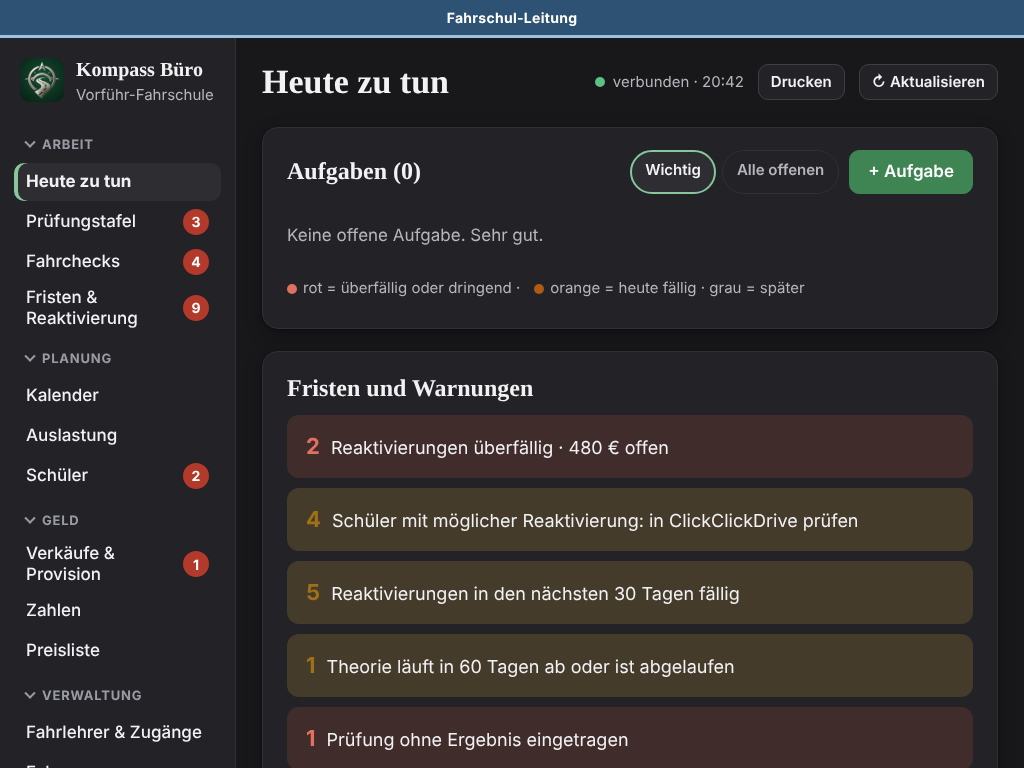 Fahrschul-Leitung
Kompass Büro
Vorführ-Fahrschule
ARBEIT
Heute zu tun
Prüfungstafel 3
Fahrchecks 4
Fristen &
Reaktivierung 9
PLANUNG
Kalender
Auslastung
Schüler 2
GELD
Verkäufe &
Provision 1
Zahlen
Preisliste
VERWALTUNG
Fahrlehrer & Zugänge
Heute zu tun
verbunden · 20:42
Drucken
↻ Aktualisieren
Aufgaben (0)
Wichtig
Alle offenen
+ Aufgabe
Keine offene Aufgabe. Sehr gut.
rot = überfällig oder dringend · orange = heute fällig · grau = später
Fristen und Warnungen
2 Reaktivierungen überfällig · 480 € offen
4 Schüler mit möglicher Reaktivierung: in ClickClickDrive prüfen
5 Reaktivierungen in den nächsten 30 Tagen fällig
1 Theorie läuft in 60 Tagen ab oder ist abgelaufen
1 Prüfung ohne Ergebnis eingetragen